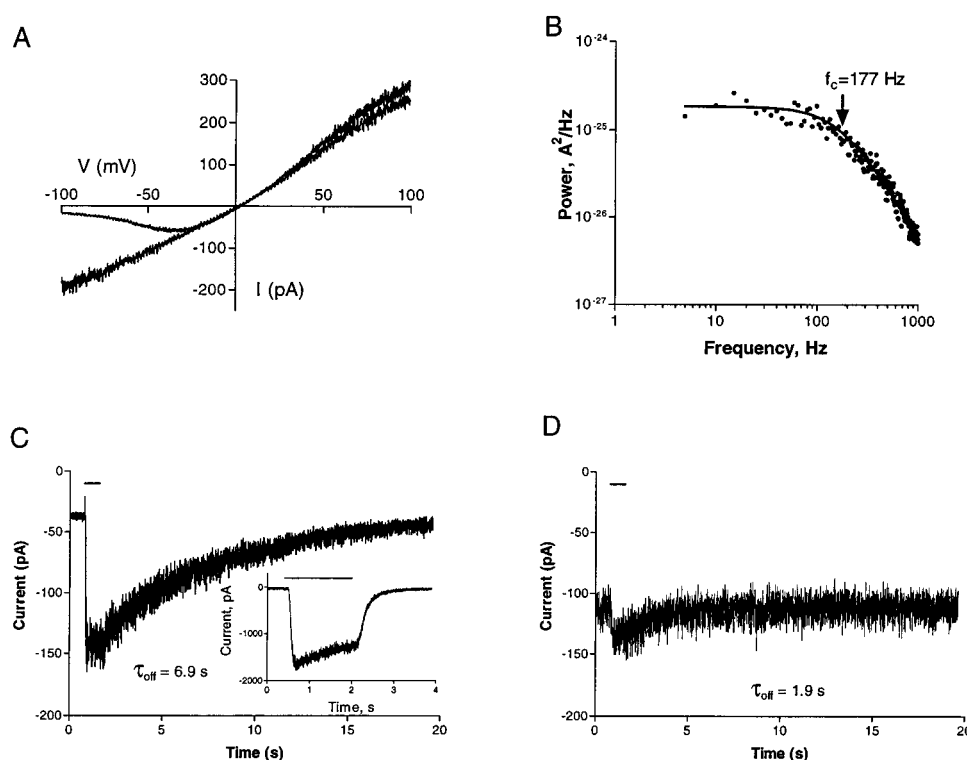 A
300
200
100
V (mV)
-100
-50
50
100
-100
-200
I (pA)
B
10-24
10-25
10-26
10-27
fc=177 Hz
Power, A2/Hz
1
10
100
1000
Frequency, Hz
C
0
-50
-100
-150
-200
Current (pA)
τoff = 6.9 s
0
-1000
-2000
Current, pA
0
1
2
3
4
Time, s
0
5
10
15
20
Time (s)
D
0
-50
-100
-150
-200
Current (pA)
τoff = 1.9 s
0
5
10
15
20
Time (s)